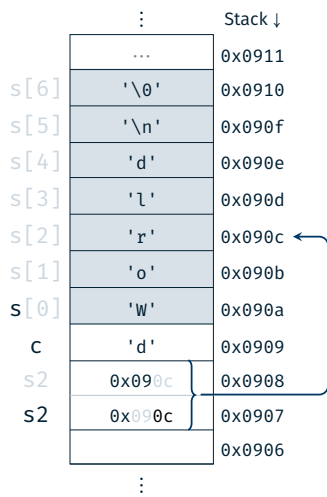 ⋮ Stack ↓
... 0x0911
s[6] '\0' 0x0910
s[5] '\n' 0x090f
s[4] 'd' 0x090e
s[3] 'l' 0x090d
s[2] 'r' 0x090c
s[1] 'o' 0x090b
s[0] 'W' 0x090a
c 'd' 0x0909
s2 0x090c 0x0908
s2 0x090c 0x0907
0x0906
⋮